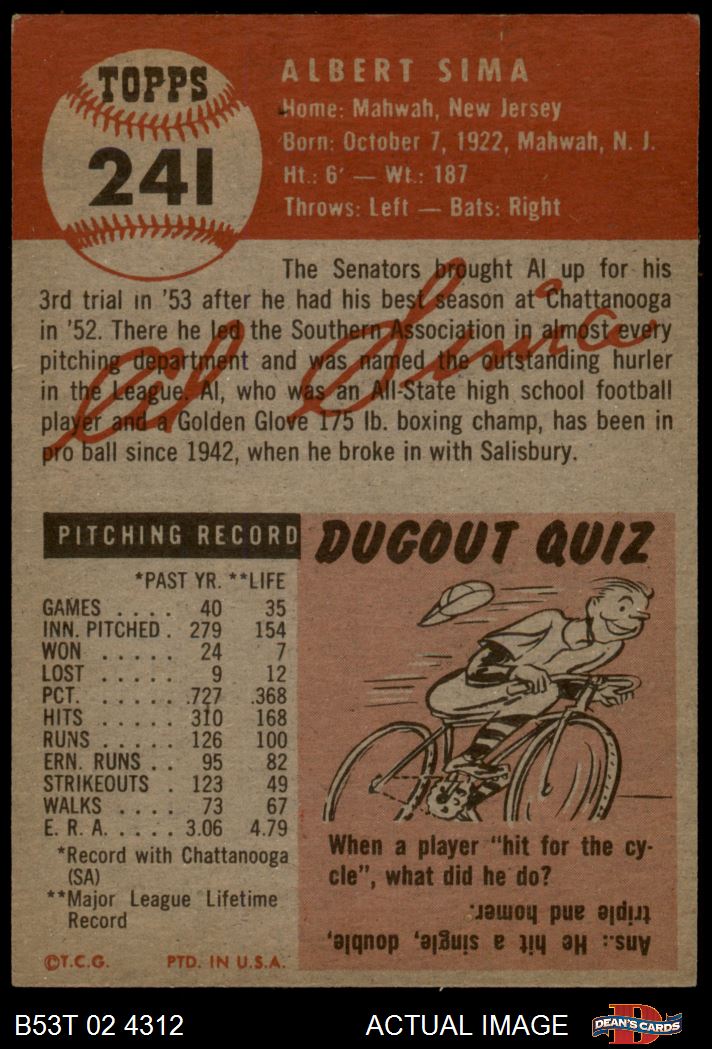 TOPPS
241
ALBERT SIMA
Home: Mahwah, New Jersey
Born: October 7, 1922, Mahwah, N. J.
Ht.: 6' — Wt.: 187
Throws: Left — Bats: Right
The Senators brought Al up for his
3rd trial in '53 after he had his best season at Chattanooga
in '52. There he led the Southern Association in almost every
pitching department and was named the outstanding hurler
in the League. Al, who was an All-State high school football
player and a Golden Glove 175 lb. boxing champ, has been in
pro ball since 1942, when he broke in with Salisbury.
Al Sima
PITCHING RECORD
*PAST YR. **LIFE
GAMES .... 40 35
INN. PITCHED . 279 154
WON ..... 24 7
LOST ..... 9 12
PCT. ..... .727 .368
HITS ..... 310 168
RUNS ..... 126 100
ERN. RUNS .. 95 82
STRIKEOUTS . 123 49
WALKS .... 73 67
E. R. A. .... 3.06 4.79
*Record with Chattanooga
(SA)
**Major League Lifetime
Record
©T.C.G. PTD. IN U.S.A.
DUGOUT QUIZ
When a player "hit for the cy-
cle", what did he do?
Ans.: He hit a single, double,
triple and homer.
B53T 02 4312 ACTUAL IMAGE
D
DEAN'S CARDS